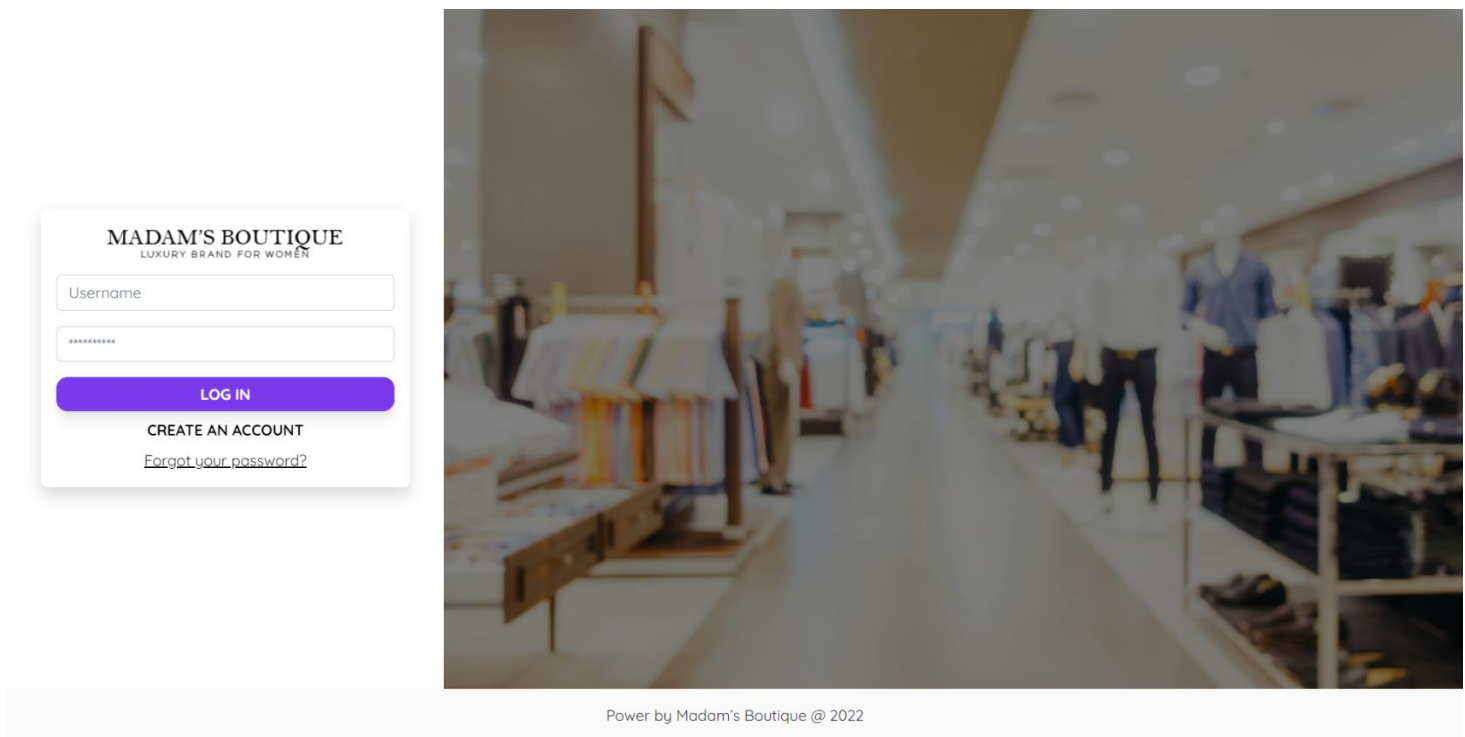 MADAM'S BOUTIQUE
LUXURY BRAND FOR WOMEN
Username
**********
LOG IN
CREATE AN ACCOUNT
Forgot your password?
Power by Madam's Boutique @ 2022